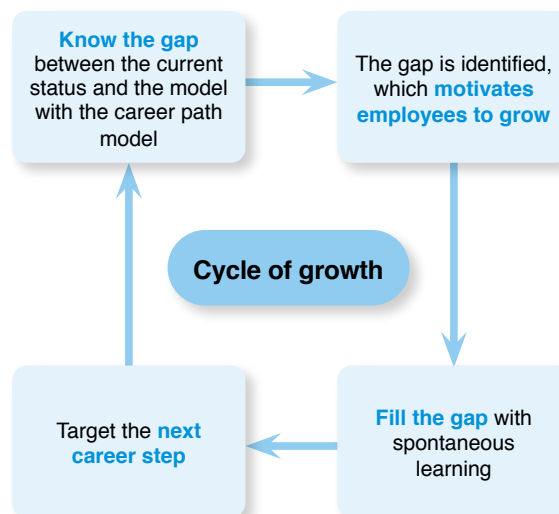 Know the gap
between the current
status and the model
with the career path
model
The gap is identified,
which motivates
employees to grow
Cycle of growth
Target the next
career step
Fill the gap with
spontaneous
learning